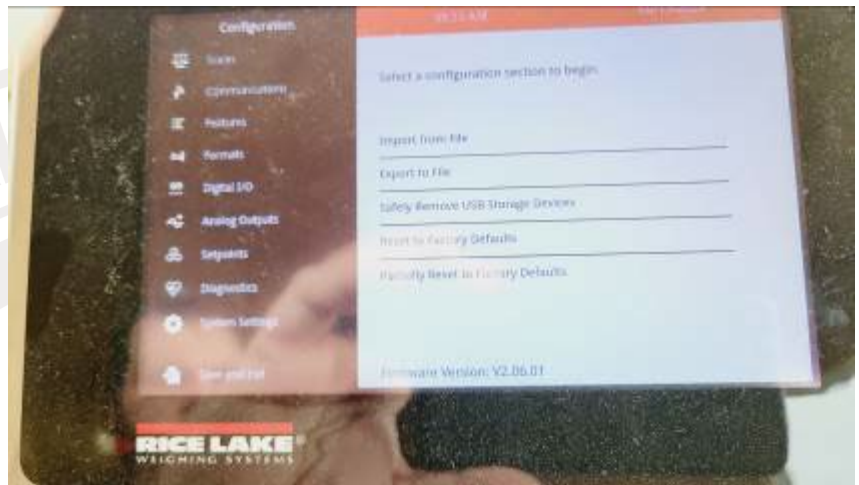 Configuration
Scales
Communications
Features
Formats
Digital I/O
Analog Outputs
Setpoints
Diagnostics
System Settings
Save and Exit
Select a configuration section to begin.
Import from File
Export to File
Safely Remove USB Storage Devices
Reset to Factory Defaults
Partially Reset to Factory Defaults
Firmware Version: V2.06.01
RICE LAKE®
WEIGHING SYSTEMS